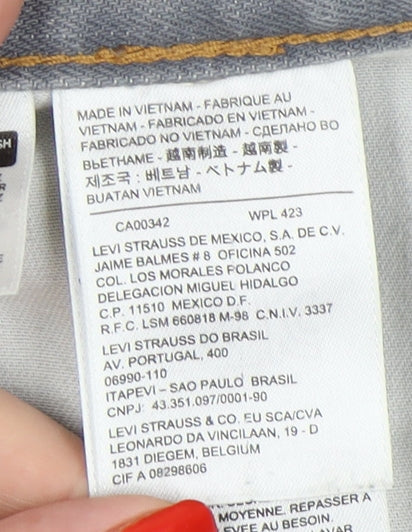 MADE IN VIETNAM - FABRIQUE AU
VIETNAM - FABRICADO EN VIETNAM -
FABRICADO NO VIETNAM - СДЕЛАНО ВО
ВЬЕТНАМЕ - 越南制造 - 越南製 -
제조국 : 베트남 - ベトナム製 -
BUATAN VIETNAM
CA00342 WPL 423
LEVI STRAUSS DE MEXICO, S.A. DE C.V.
JAIME BALMES # 8 OFICINA 502
COL. LOS MORALES POLANCO
DELEGACION MIGUEL HIDALGO
C.P. 11510 MEXICO D.F.
R.F.C. LSM 660818 M-98 C.N.I.V. 3337
LEVI STRAUSS DO BRASIL
AV. PORTUGAL, 400
06990-110
ITAPEVI - SAO PAULO BRASIL
CNPJ: 43.351.097/0001-90
LEVI STRAUSS & CO. EU SCA/CVA
LEONARDO DA VINCILAAN, 19 - D
1831 DIEGEM, BELGIUM
CIF A 08298606
MOYENNE. REPASSER A
EVEE AU BESOIN.